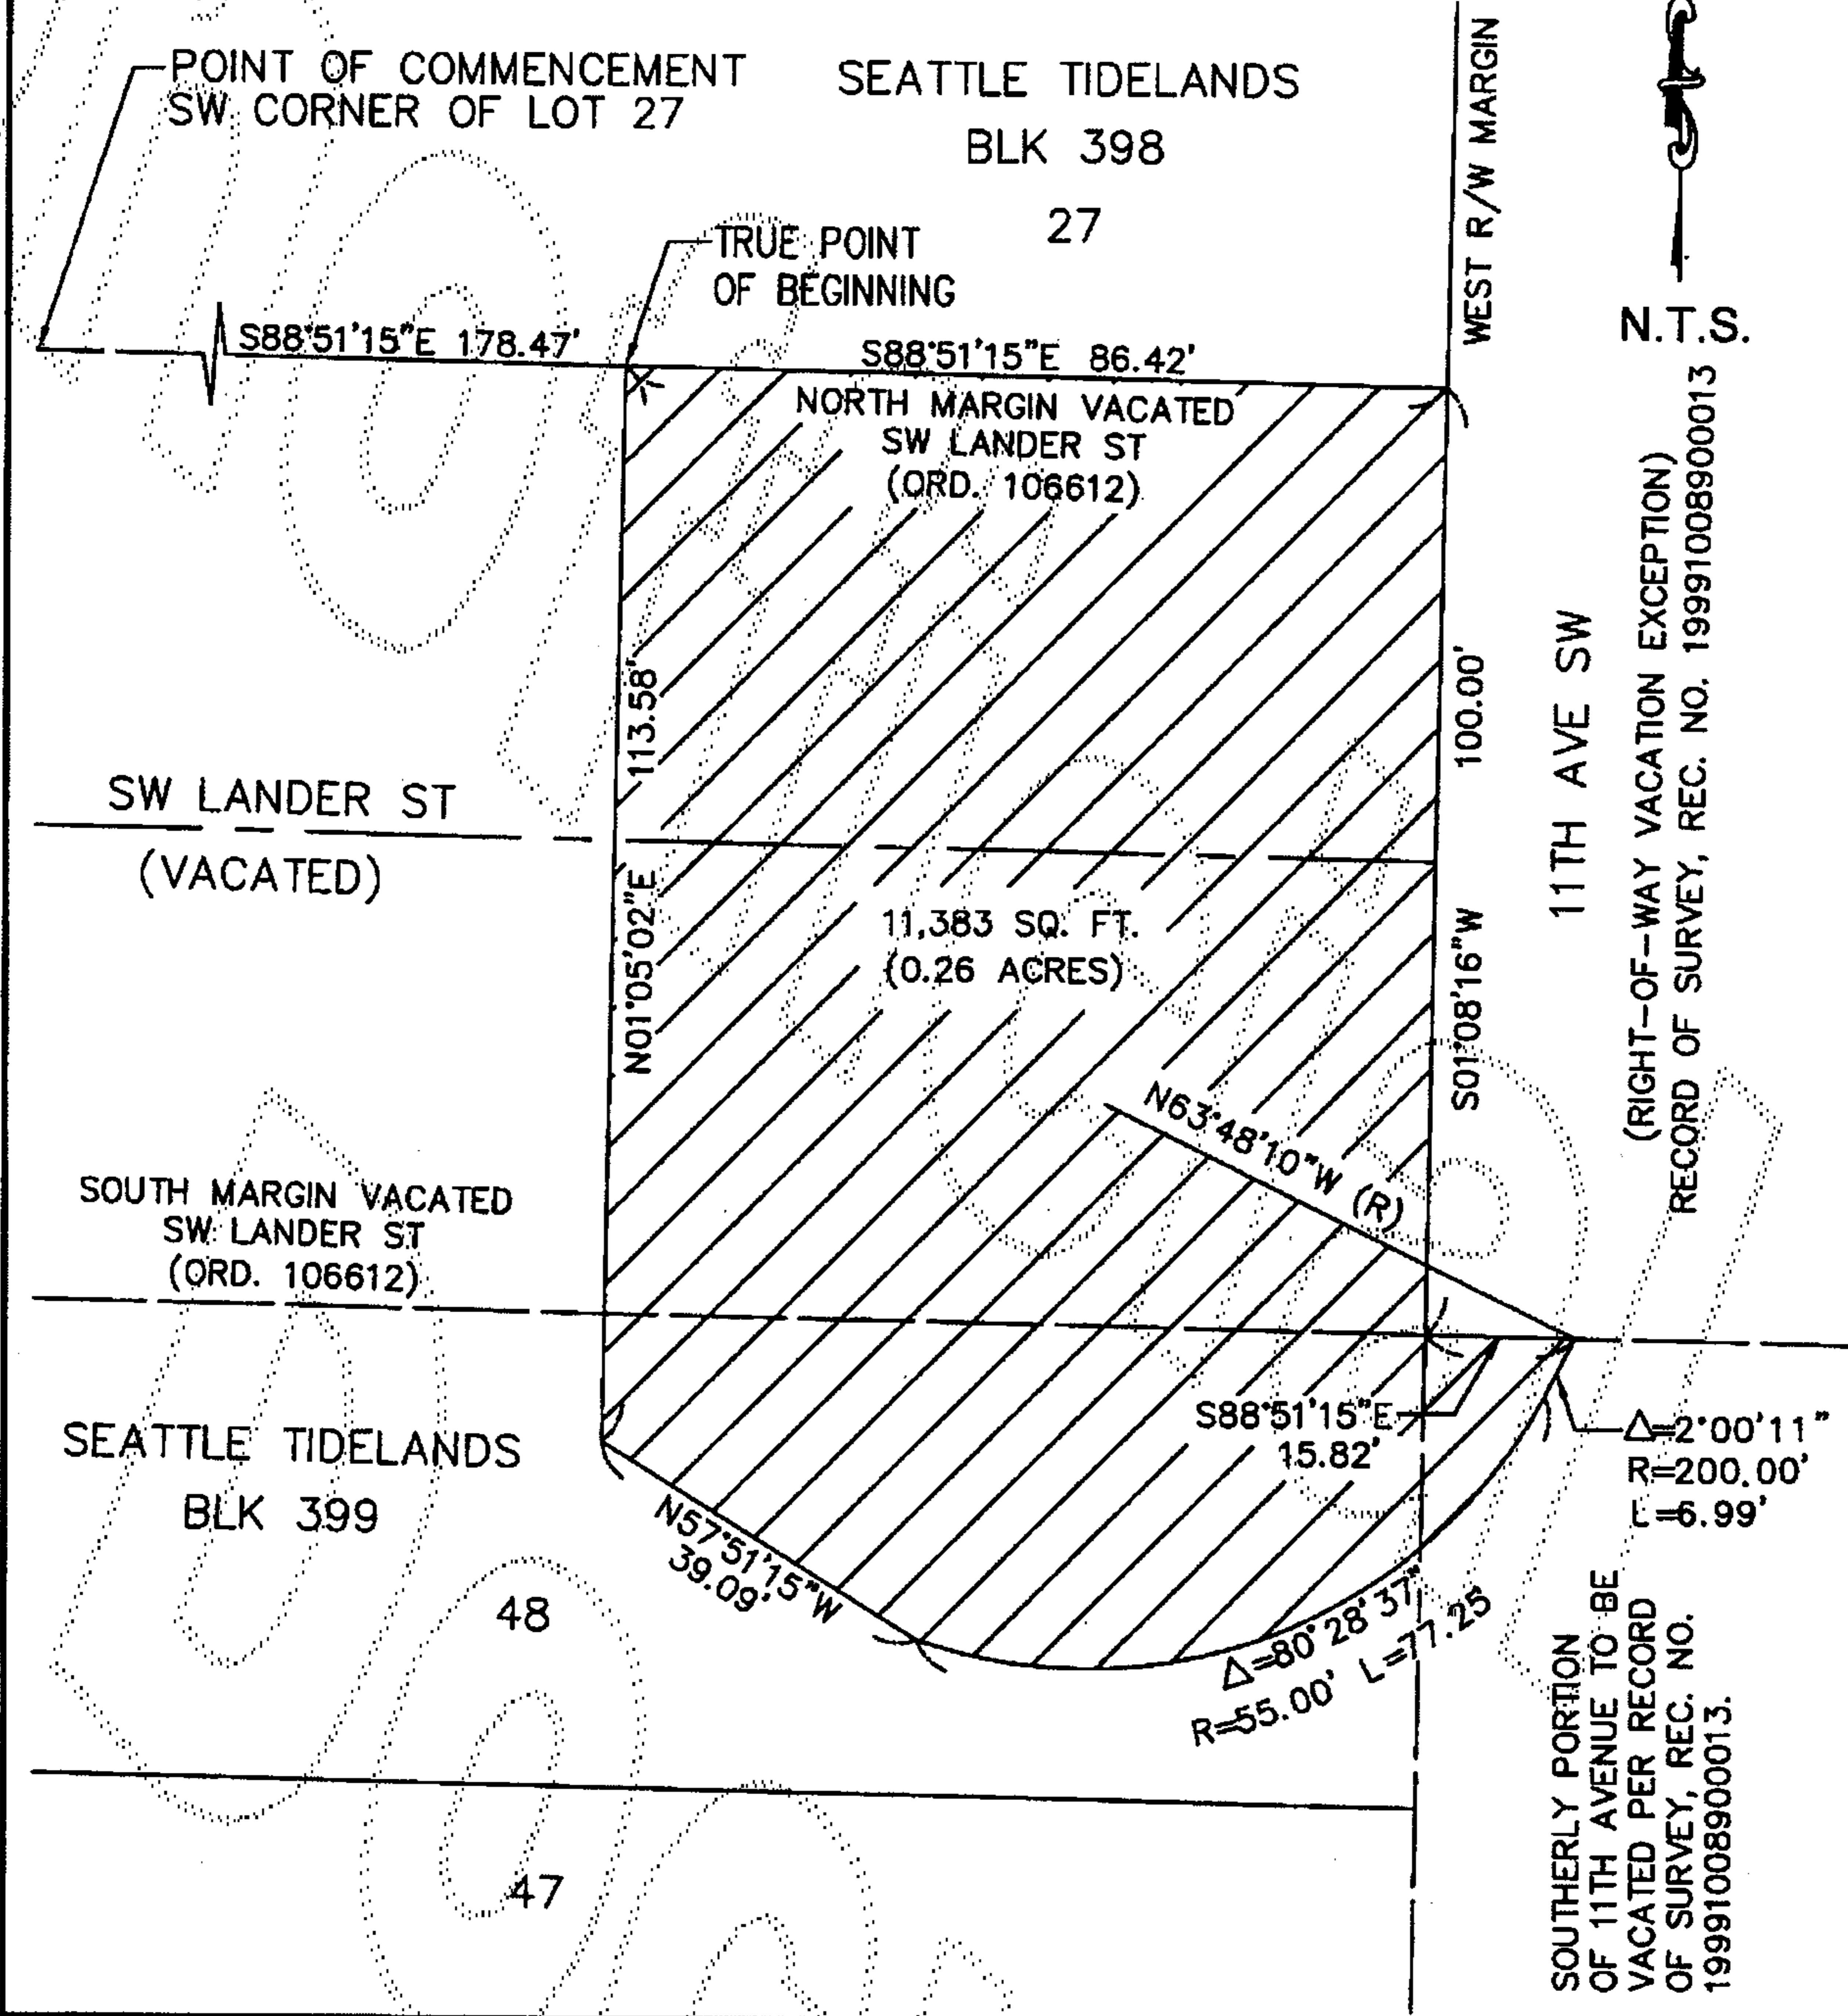 POINT OF COMMENCEMENT
SW CORNER OF LOT 27
SEATTLE TIDELANDS
BLK 398
27
WEST R/W MARGIN
TRUE POINT
OF BEGINNING
N.T.S.
S88°51'15"E 178.47'
S88°51'15"E 86.42'
NORTH MARGIN VACATED
SW LANDER ST
(ORD. 106612)
113.58'
N01°05'02"E
100.00'
S01°08'16"W
11TH AVE SW
(RIGHT-OF-WAY VACATION EXCEPTION)
RECORD OF SURVEY, REC. NO. 19991008900013
SW LANDER ST
(VACATED)
11,383 SQ. FT.
(0.26 ACRES)
N63°48'10"W (R)
SOUTH MARGIN VACATED
SW LANDER ST
(ORD. 106612)
S88°51'15"E
15.82'
Δ=2°00'11"
R=200.00'
L=6.99'
SEATTLE TIDELANDS
BLK 399
N57°51'15"W
39.09'
Δ=80°28'37"
R=55.00' L=77.25
48
47
SOUTHERLY PORTION
OF 11TH AVENUE TO BE
VACATED PER RECORD
OF SURVEY, REC. NO.
19991008900013.